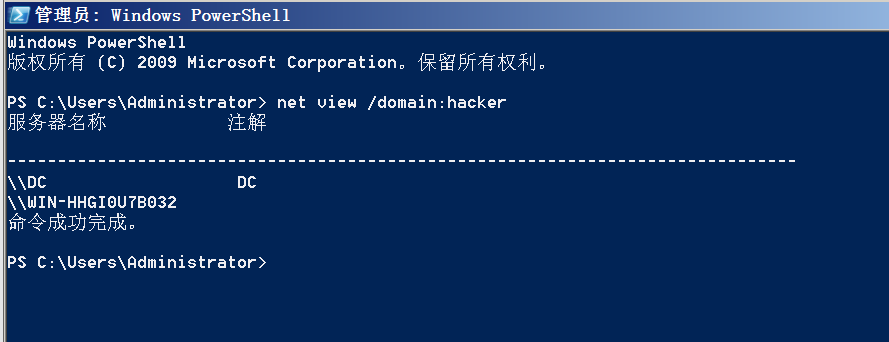 管理员: Windows PowerShell
Windows PowerShell
版权所有 (C) 2009 Microsoft Corporation。保留所有权利。
PS C:\Users\Administrator> net view /domain:hacker
服务器名称            注解
-------------------------------------------------------------------------------
\\DC                   DC
\\WIN-HHGI0U7B032
命令成功完成。
PS C:\Users\Administrator>